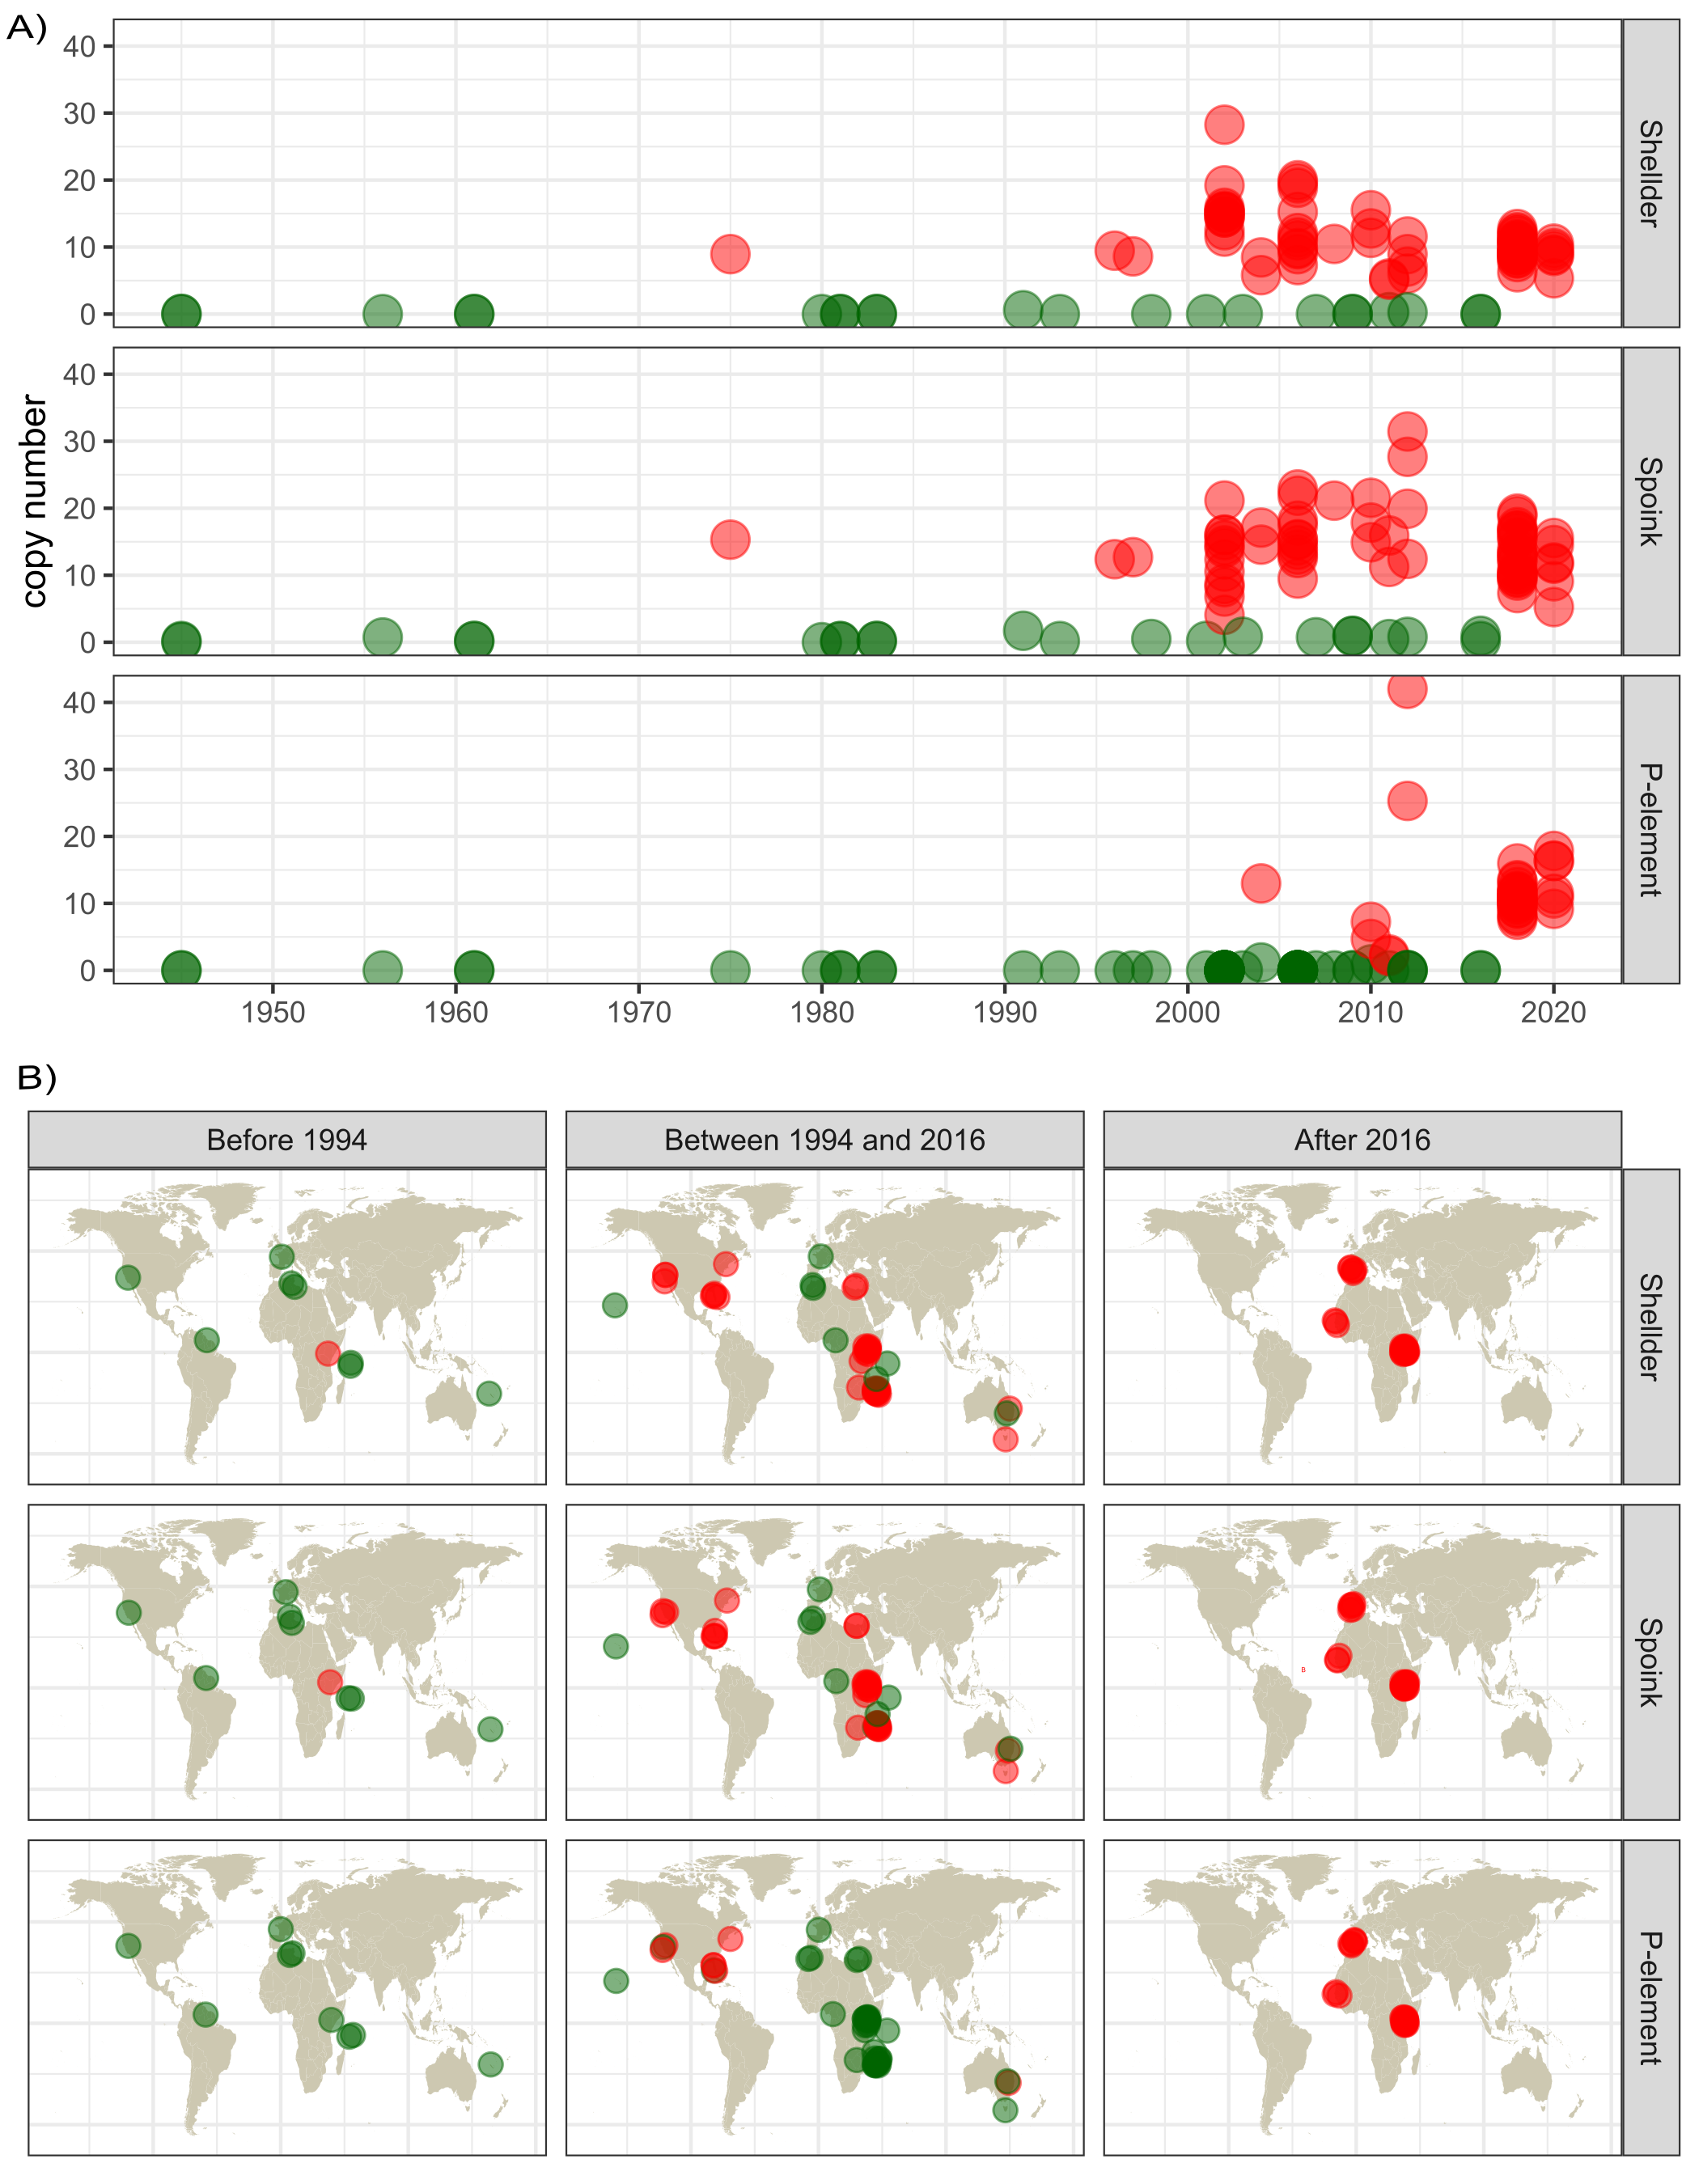 A)
40
30
20
10
0
Shellder
40
30
20
10
0
Spoink
copy number
40
30
20
10
0
P-element
1950 1960 1970 1980 1990 2000 2010 2020
B)
Before 1994 Between 1994 and 2016 After 2016
Shellder
B
Spoink
P-element